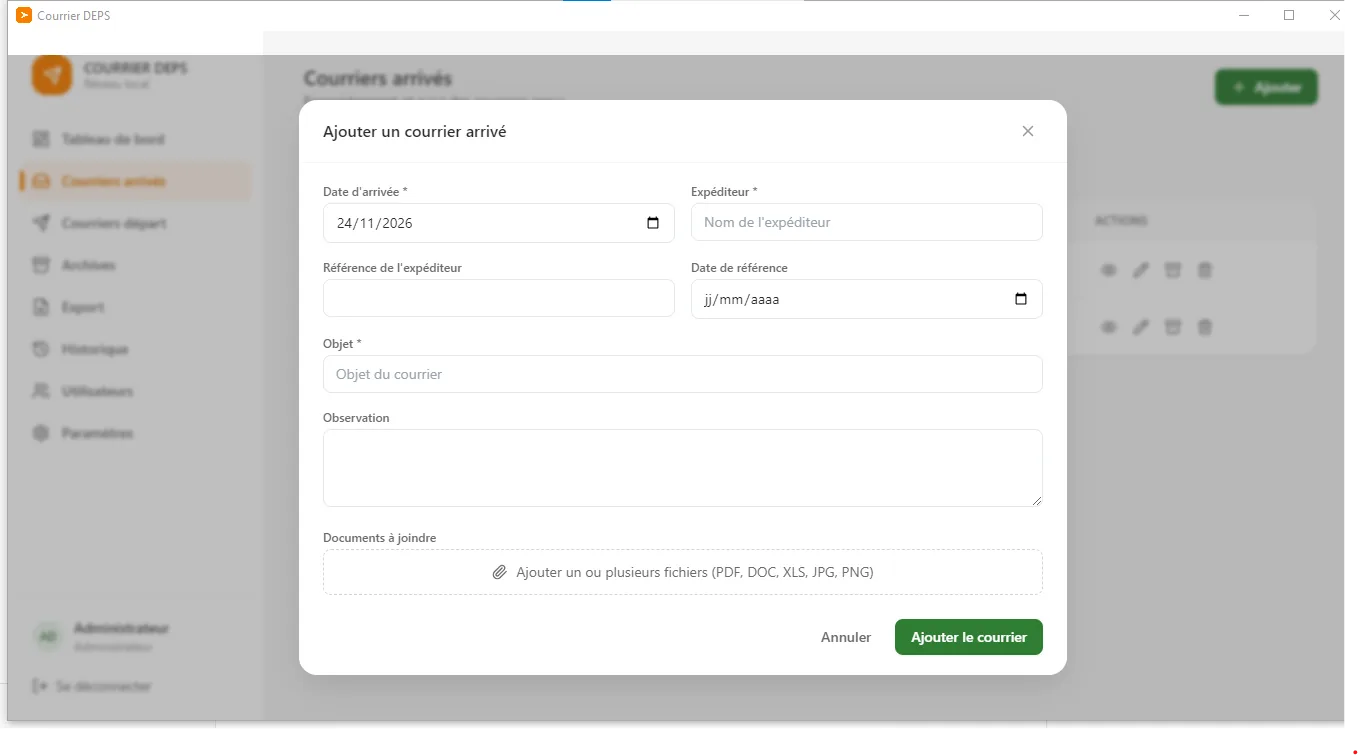 Courrier DEPS
COURRIER DEPS
Réseau local
Courriers arrivés
Ajouter
Tableau de bord
Courriers arrivés
Courriers départ
Archives
Export
Historique
Utilisateurs
Paramètres
ACTIONS
Ajouter un courrier arrivé
Date d'arrivée *
Expéditeur *
24/11/2026
Nom de l'expéditeur
Référence de l'expéditeur
Date de référence
jj/mm/aaaa
Objet *
Objet du courrier
Observation
Documents à joindre
Ajouter un ou plusieurs fichiers (PDF, DOC, XLS, JPG, PNG)
Annuler
Ajouter le courrier
AD
Administrateur
Administrateur
Se déconnecter